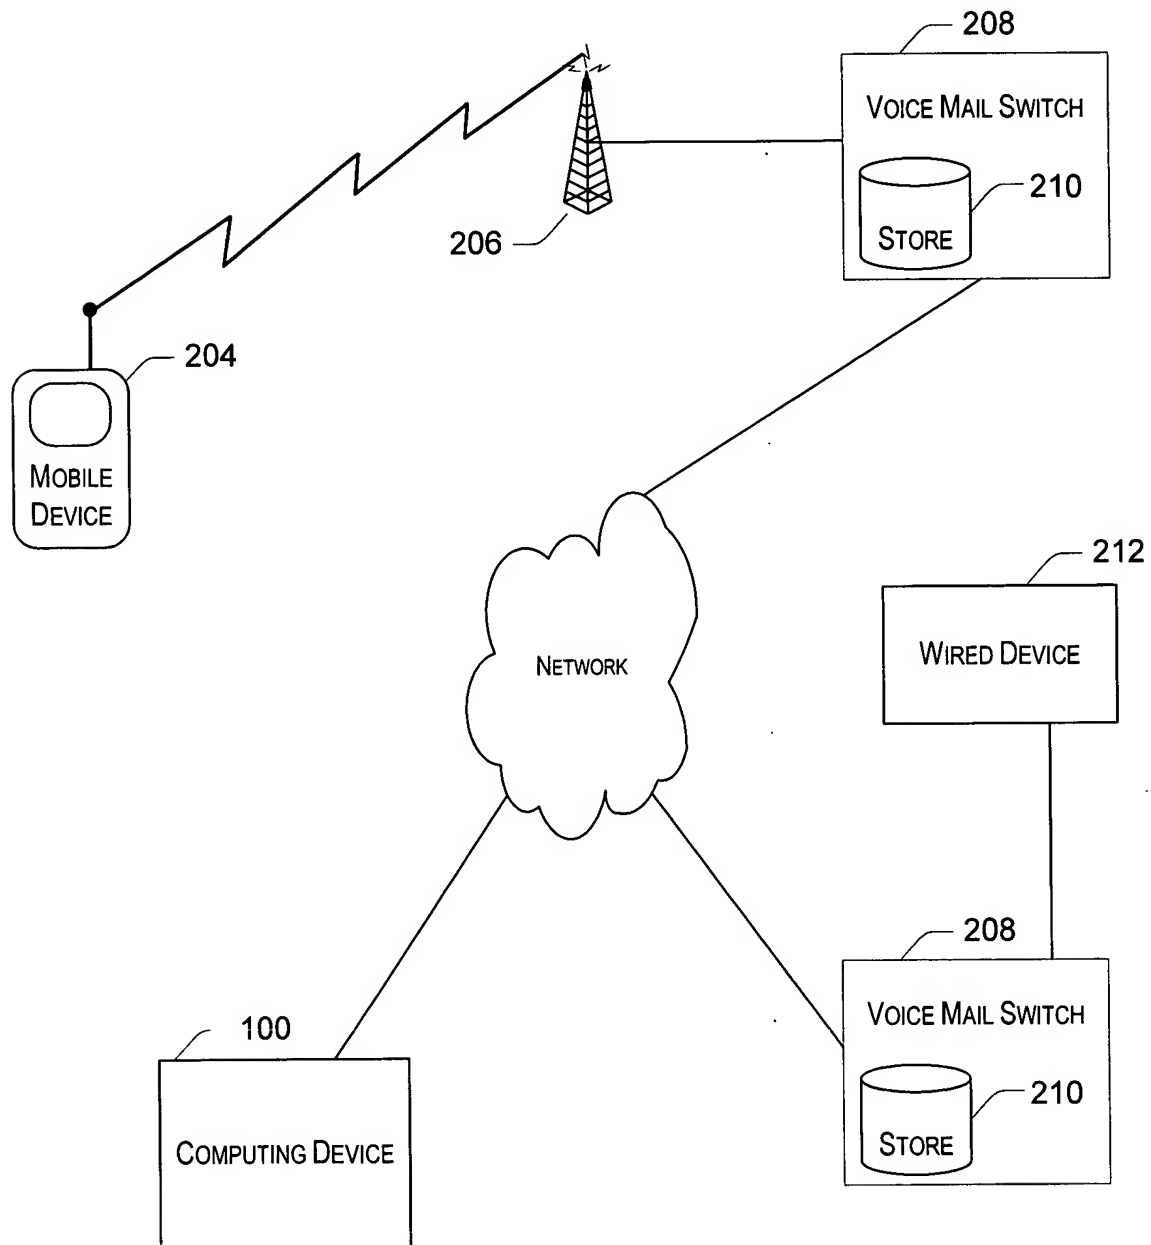 208
VOICE MAIL SWITCH
210
STORE
206
204
MOBILE
DEVICE
212
WIRED DEVICE
NETWORK
208
VOICE MAIL SWITCH
210
STORE
100
COMPUTING DEVICE